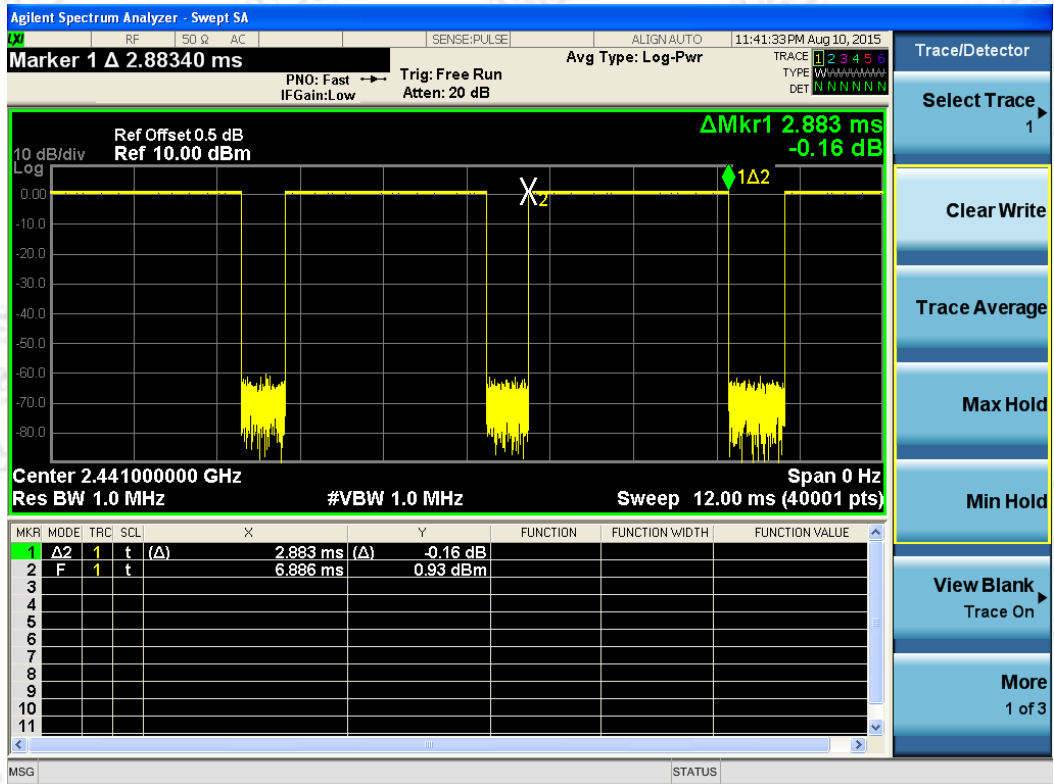 Agilent Spectrum Analyzer - Swept SA
LXI RF 50 Ω AC SENSE:PULSE ALIGN AUTO 11:41:33 PM Aug 10, 2015
Marker 1 Δ 2.88340 ms
PNO: Fast
IFGain:Low
Trig: Free Run
Atten: 20 dB
Avg Type: Log-Pwr
TRACE 1 2 3 4 5 6
TYPE WWWWWW
DET N N N N N N
ΔMkr1 2.883 ms
-0.16 dB
Ref Offset 0.5 dB
10 dB/div Ref 10.00 dBm
Log
0.00
-10.0
-20.0
-30.0
-40.0
-50.0
-60.0
-70.0
-80.0
X2
1Δ2
Center 2.441000000 GHz Span 0 Hz
Res BW 1.0 MHz #VBW 1.0 MHz Sweep 12.00 ms (40001 pts)
MKR MODE TRC SCL X Y FUNCTION FUNCTION WIDTH FUNCTION VALUE
1 Δ2 1 t (Δ) 2.883 ms (Δ) -0.16 dB
2 F 1 t 6.886 ms 0.93 dBm
3
4
5
6
7
8
9
10
11
MSG STATUS
Trace/Detector
Select Trace
1
Clear Write
Trace Average
Max Hold
Min Hold
View Blank
Trace On
More
1 of 3